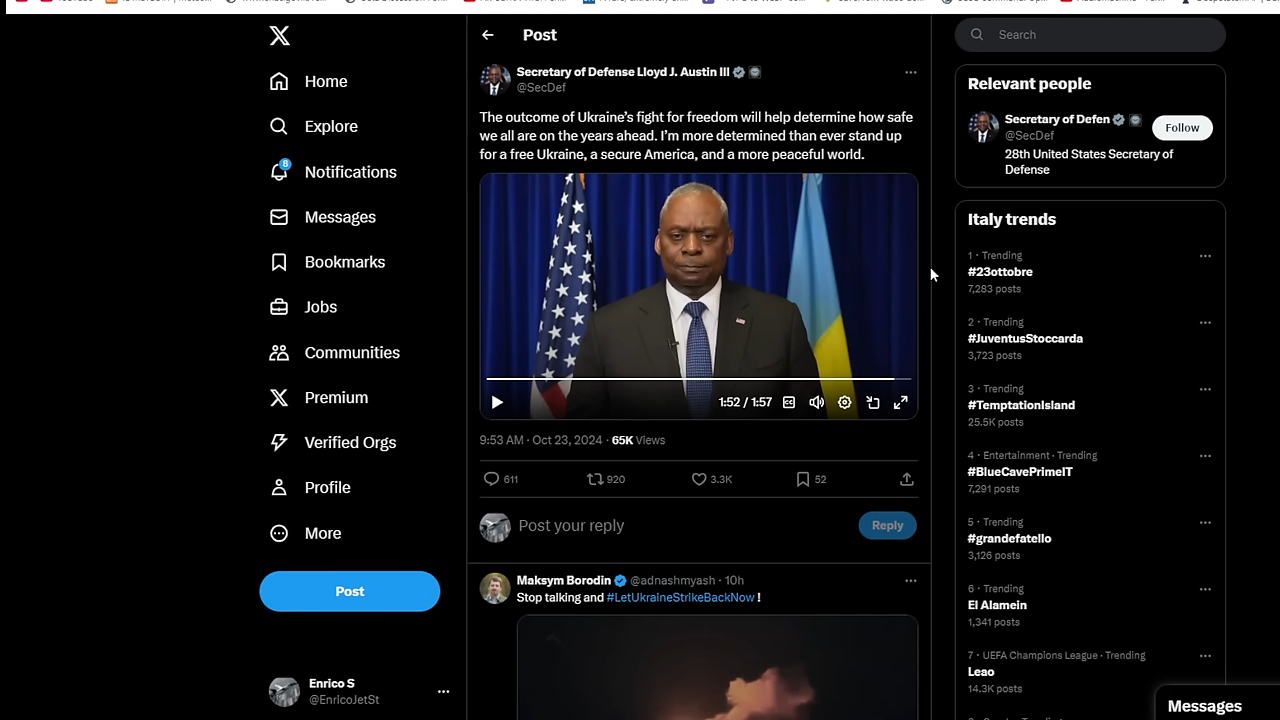 Home
Explore
8
Notifications
Messages
Bookmarks
Jobs
Communities
Premium
Verified Orgs
Profile
More
Post
Enrico S
@EnricoJetSt
Post
Secretary of Defense Lloyd J. Austin III
@SecDef
The outcome of Ukraine's fight for freedom will help determine how safe
we all are on the years ahead. I'm more determined than ever stand up
for a free Ukraine, a secure America, and a more peaceful world.
1:52 / 1:57
9:53 AM · Oct 23, 2024 · 65K Views
611 920 3.3K 52
Post your reply
Reply
Maksym Borodin @adnashmyash · 10h
Stop talking and #LetUkraineStrikeBackNow !
Search
Relevant people
Secretary of Defen
@SecDef
Follow
28th United States Secretary of
Defense
Italy trends
1 · Trending
#23ottobre
7,283 posts
2 · Trending
#JuventusStoccarda
3,723 posts
3 · Trending
#TemptationIsland
25.5K posts
4 · Entertainment · Trending
#BlueCavePrimeIT
7,291 posts
5 · Trending
#grandefatello
3,126 posts
6 · Trending
El Alamein
1,341 posts
7 · UEFA Champions League · Trending
Leao
14.3K posts
Messages